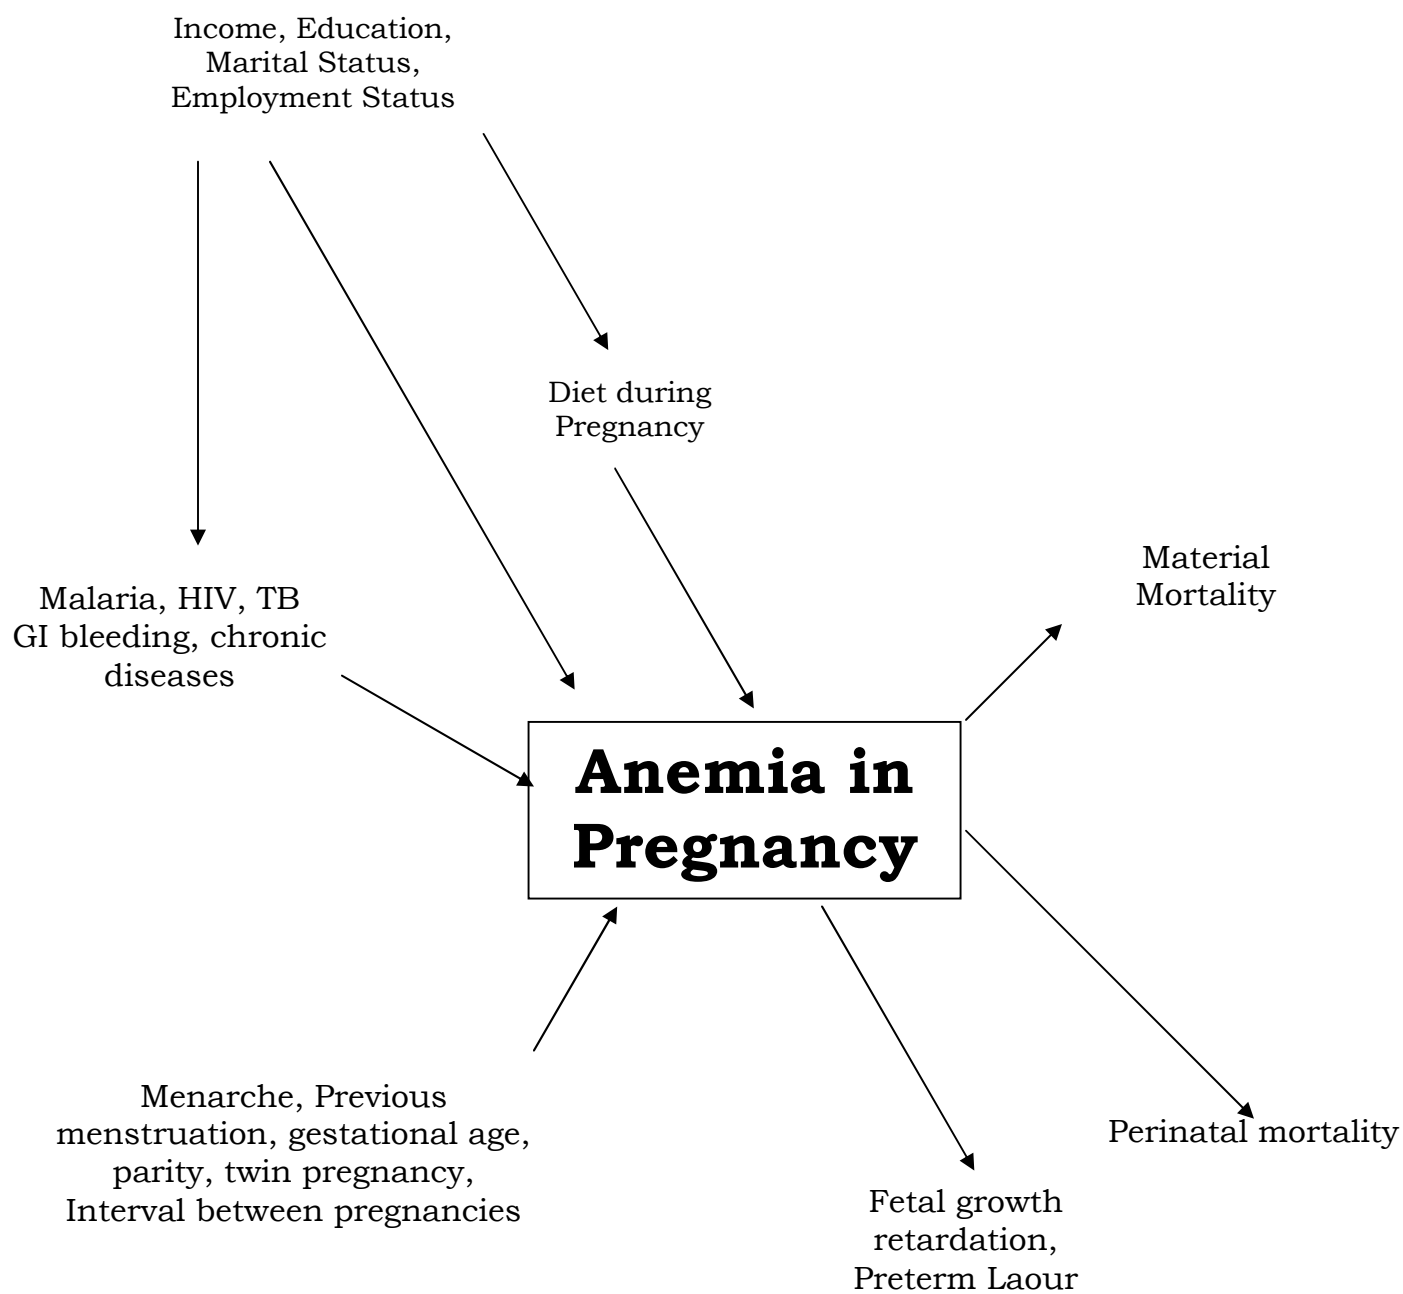 Income, Education,
Marital Status,
Employment Status
Diet during
Pregnancy
Material
Mortality
Malaria, HIV, TB
GI bleeding, chronic
diseases
Anemia in
Pregnancy
Menarche, Previous
menstruation, gestational age,
parity, twin pregnancy,
Interval between pregnancies
Perinatal mortality
Fetal growth
retardation,
Preterm Laour